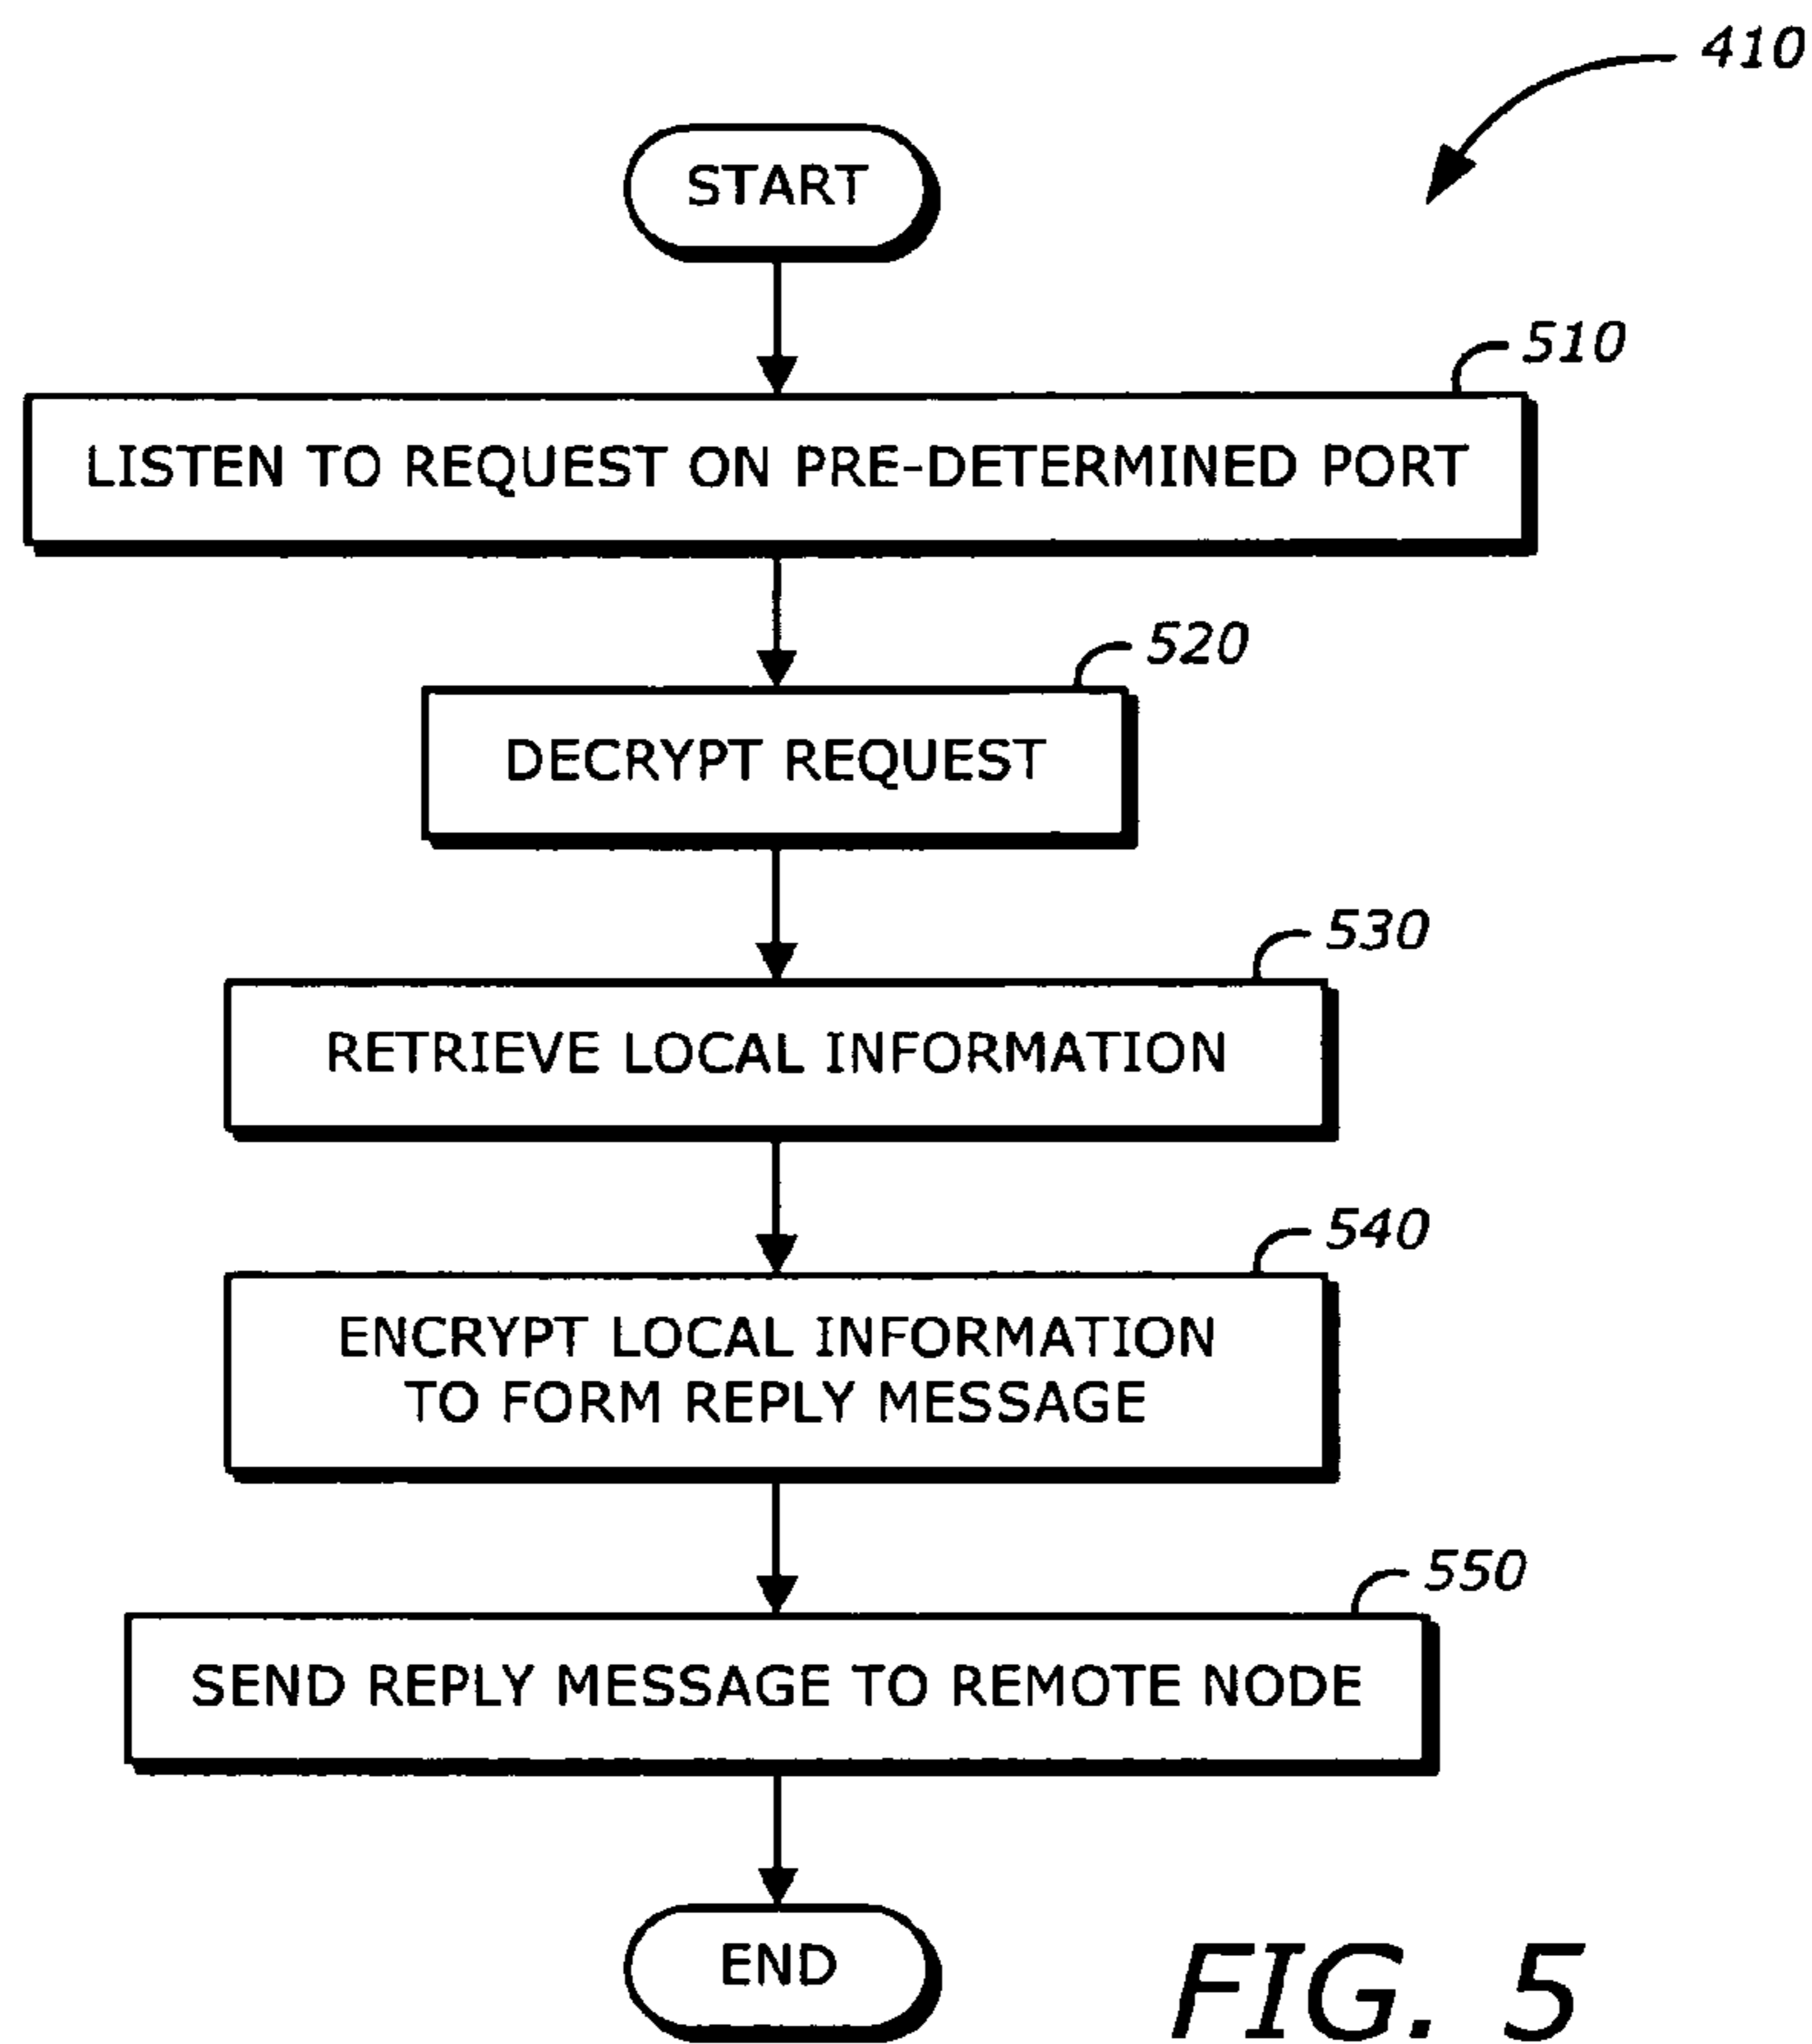 410
START
510
LISTEN TO REQUEST ON PRE-DETERMINED PORT
520
DECRYPT REQUEST
530
RETRIEVE LOCAL INFORMATION
540
ENCRYPT LOCAL INFORMATION
TO FORM REPLY MESSAGE
550
SEND REPLY MESSAGE TO REMOTE NODE
END
FIG. 5